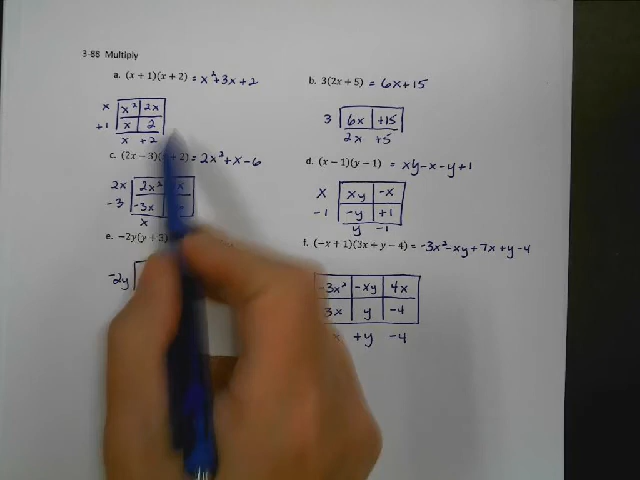 3-88 Multiply
a. (x + 1)(x + 2) = x² + 3x + 2
b. 3(2x + 5) = 6x + 15
x x² 2x
+1 x 2
x +2
3 6x +15
2x +5
c. (2x − 3)(x + 2) = 2x² + x − 6
d. (x − 1)(y − 1) = xy − x − y + 1
2x 2x²
-3 -3x
x
x xy -x
-1 -y +1
y -1
e. −2y(y + 3)
f. (−x + 1)(3x + y − 4) = -3x² - xy + 7x + y - 4
-2y
-3x² -xy 4x
3x y -4
+y -4